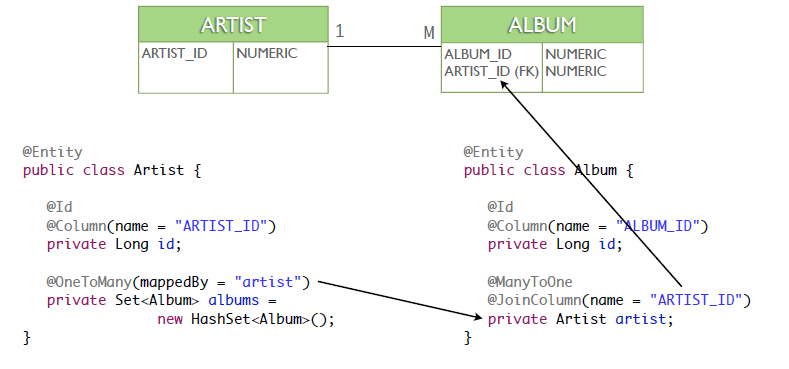 ARTIST
1
M
ALBUM
ARTIST_ID NUMERIC
ALBUM_ID NUMERIC
ARTIST_ID (FK) NUMERIC
@Entity
public class Artist {
@Id
@Column(name = "ARTIST_ID")
private Long id;
@OneToMany(mappedBy = "artist")
private Set<Album> albums =
new HashSet<Album>();
}
@Entity
public class Album {
@Id
@Column(name = "ALBUM_ID")
private Long id;
@ManyToOne
@JoinColumn(name = "ARTIST_ID")
private Artist artist;
}